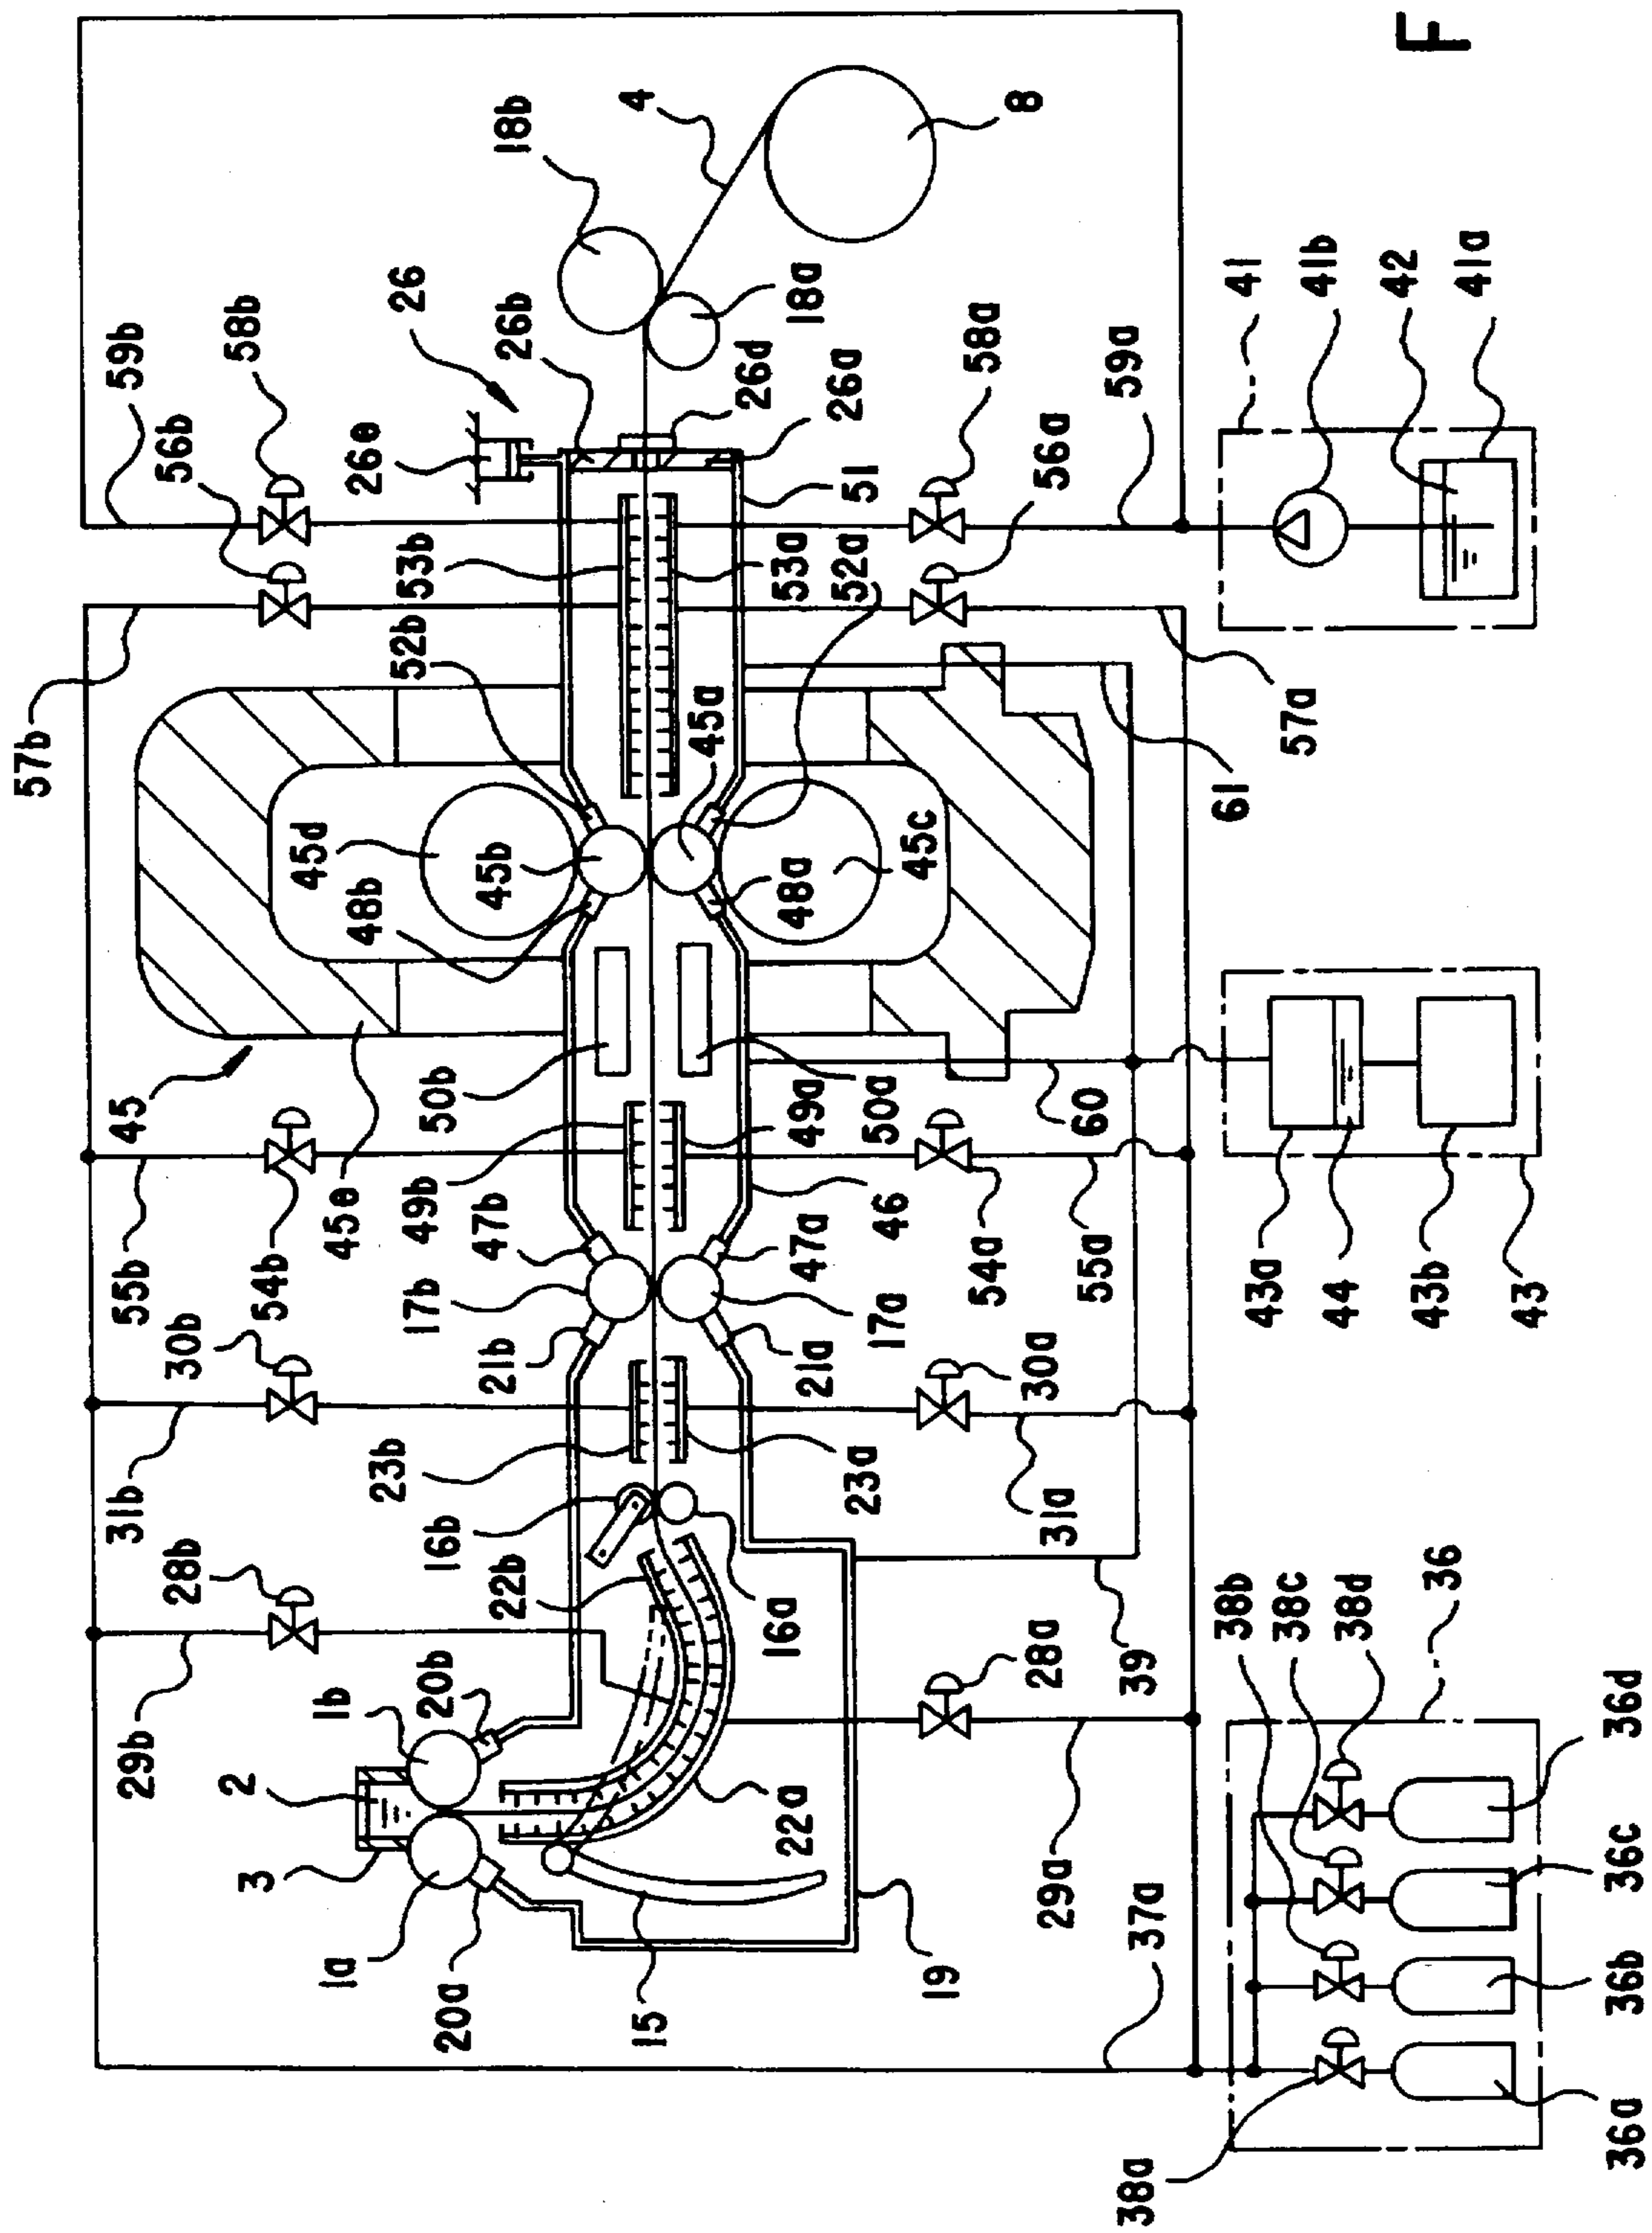 F
57b
59b
56b
58b
26e
26
26b
18b
4
8
18a
26d
26a
51
58a
56a
59a
41
41b
42
41a
53b
53a
52a
52b
45a
45d
45b
48b
48a
45c
57a
61
45
55b
54b
45e
50b
49b
47b
49a
50a
60
46
47a
54a
55a
17b
17a
43a
44
43b
43
30b
21b
21a
30a
31b
28b
23b
23a
31a
16b
22b
16a
28a
39
29b
1b
20b
2
3
22a
1a
20a
15
19
29a
37a
38b
38c
38d
36
38a
36d
36c
36b
36a